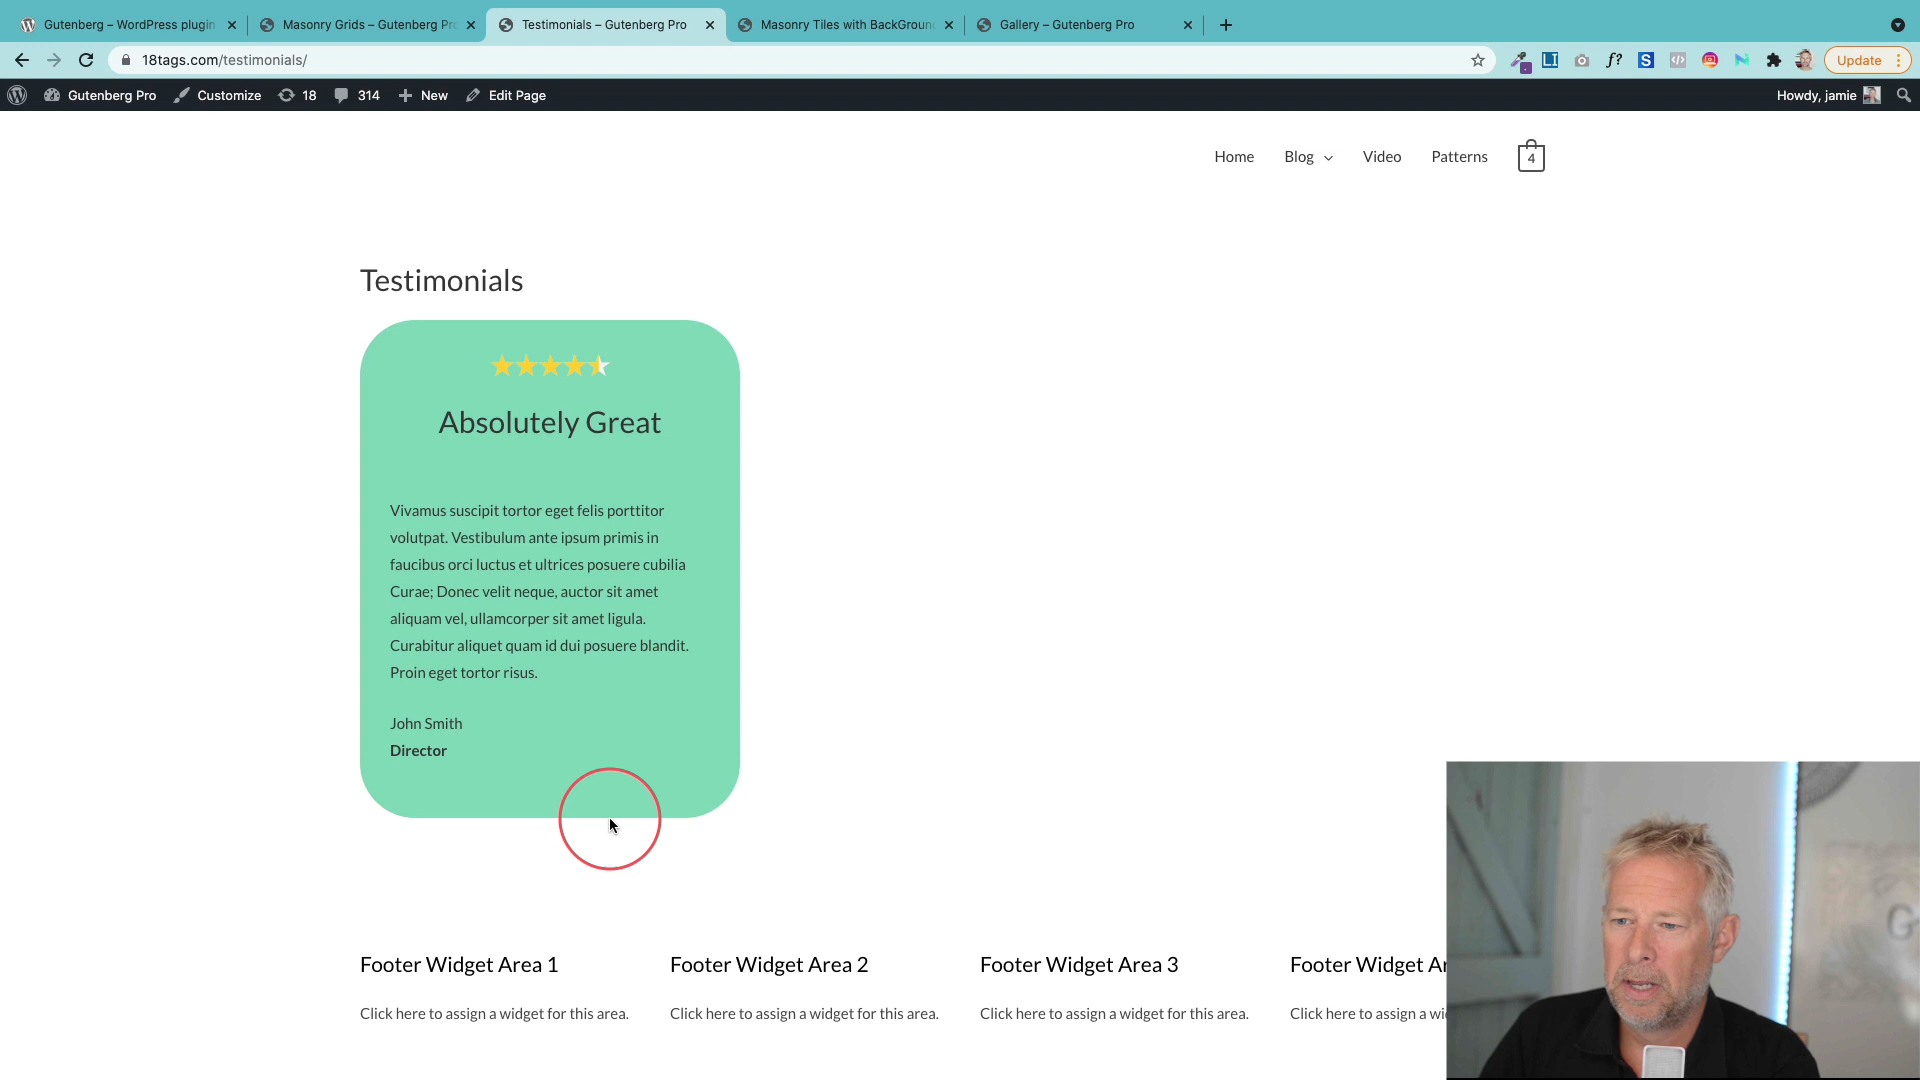 Gutenberg – WordPress plugin
Masonry Grids – Gutenberg Pr
Testimonials – Gutenberg Pro
Masonry Tiles with BackGroun
Gallery – Gutenberg Pro
18tags.com/testimonials/
Update
Gutenberg Pro
Customize
18
314
New
Edit Page
Howdy, jamie
Home
Blog
Video
Patterns
4
Testimonials
Absolutely Great
Vivamus suscipit tortor eget felis porttitor
volutpat. Vestibulum ante ipsum primis in
faucibus orci luctus et ultrices posuere cubilia
Curae; Donec velit neque, auctor sit amet
aliquam vel, ullamcorper sit amet ligula.
Curabitur aliquet quam id dui posuere blandit.
Proin eget tortor risus.
John Smith
Director
Footer Widget Area 1
Footer Widget Area 2
Footer Widget Area 3
Footer Widget Ar
Click here to assign a widget for this area.
Click here to assign a widget for this area.
Click here to assign a widget for this area.
Click here to assign a wi